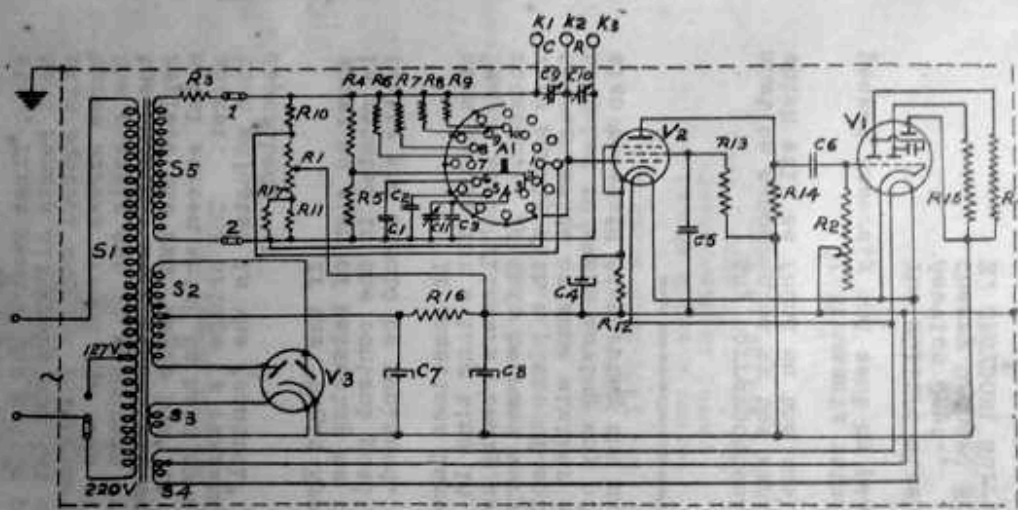 K1 K2 K3
C R
C9 C10
R3
1
R4 R6 R7 R8 R9
R10
A1
V2
V1
R13
C6
S5
R1
8
7
R17
R11
R5
C2
C1
C11
C3
R14
R2
R15
R
C5
2
S1
S2
R16
C4
R12
127V
V3
C7
C8
~
S3
220V
S4